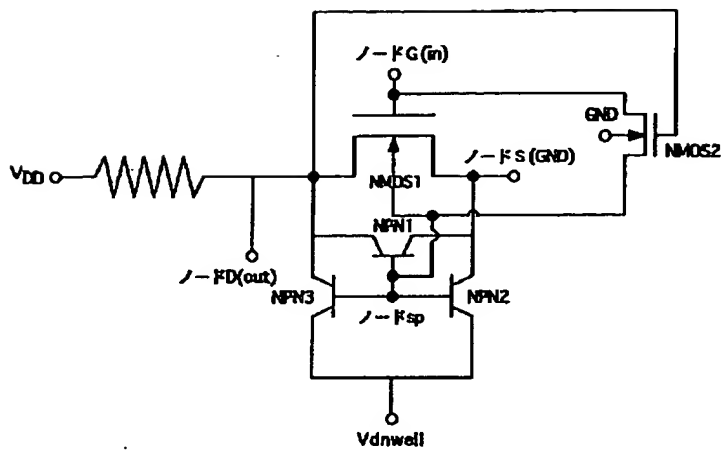 ノードG(in)
GND
NMOS2
ノードS(GND)
VDD
NMOS1
NPN1
ノードD(out)
NPN3
ノードsp
NPN2
Vdnwell